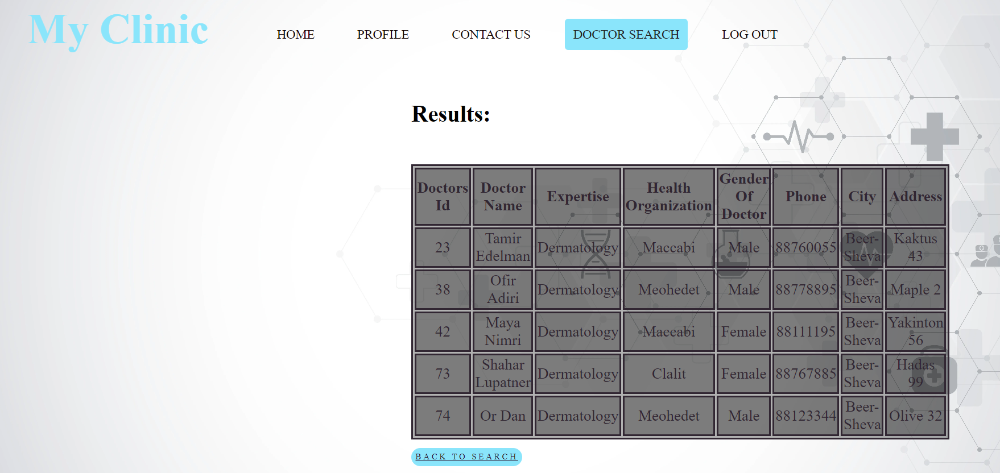 My Clinic
HOME PROFILE CONTACT US DOCTOR SEARCH LOG OUT
Results:
Doctors Id Doctor Name Expertise Health Organization Gender Of Doctor Phone City Address
23 Tamir Edelman Dermatology Maccabi Male 88760055 Beer-Sheva Kaktus 43
38 Ofir Adiri Dermatology Meohedet Male 88778895 Beer-Sheva Maple 2
42 Maya Nimri Dermatology Maccabi Female 88111195 Beer-Sheva Yakinton 56
73 Shahar Lupatner Dermatology Clalit Female 88767885 Beer-Sheva Hadas 99
74 Or Dan Dermatology Meohedet Male 88123344 Beer-Sheva Olive 32
BACK TO SEARCH